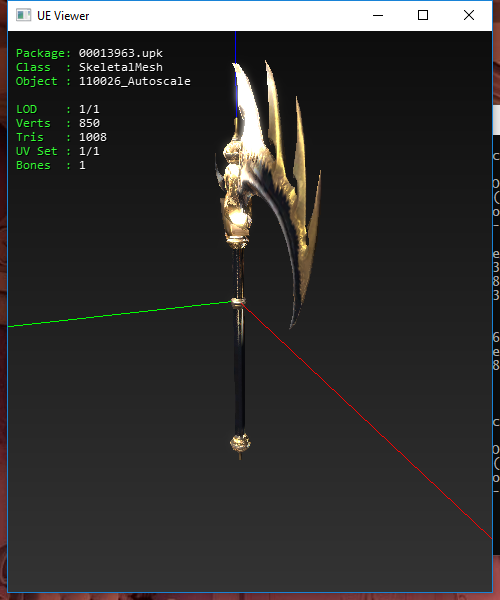 UE Viewer
Package: 00013963.upk
Class : SkeletalMesh
Object : 110026_Autoscale
LOD : 1/1
Verts : 850
Tris : 1008
UV Set : 1/1
Bones : 1